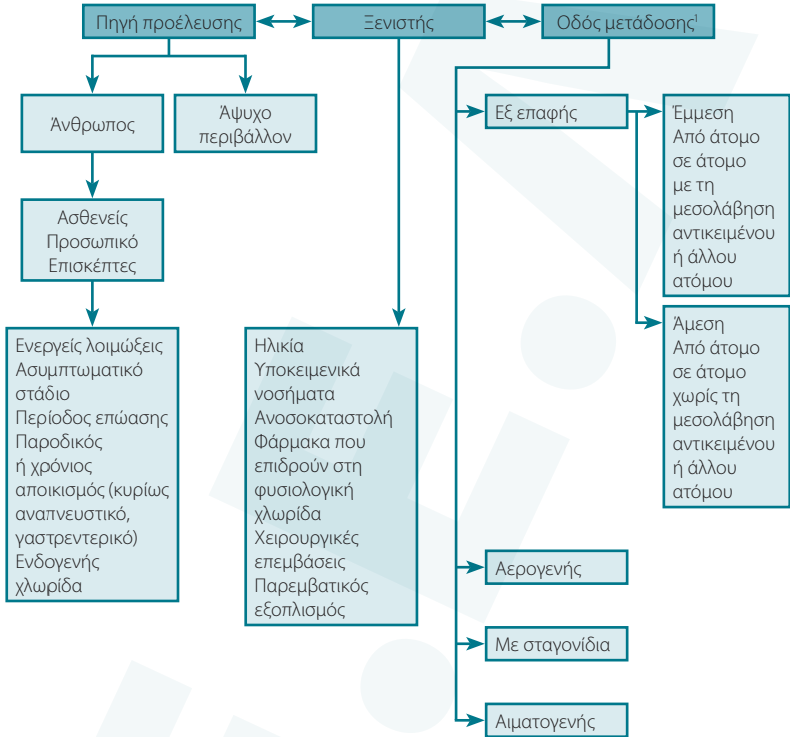 Πηγή προέλευσης
Ξενιστής
Οδός μετάδοσης¹
Άνθρωπος
Άψυχο
περιβάλλον
Ασθενείς
Προσωπικό
Επισκέπτες
Ενεργείς λοιμώξεις
Ασυμπτωματικό
στάδιο
Περίοδος επώασης
Παροδικός
ή χρόνιος
αποικισμός (κυρίως
αναπνευστικό,
γαστρεντερικό)
Ενδογενής
χλωρίδα
Ηλικία
Υποκειμενικά
νοσήματα
Ανοσοκαταστολή
Φάρμακα που
επιδρούν στη
φυσιολογική
χλωρίδα
Χειρουργικές
επεμβάσεις
Παρεμβατικός
εξοπλισμός
Εξ επαφής
Έμμεση
Από άτομο
σε άτομο
με τη
μεσολάβηση
αντικειμένου
ή άλλου
ατόμου
Άμεση
Από άτομο
σε άτομο
χωρίς τη
μεσολάβηση
αντικειμένου
ή άλλου
ατόμου
Αερογενής
Με σταγονίδια
Αιματογενής